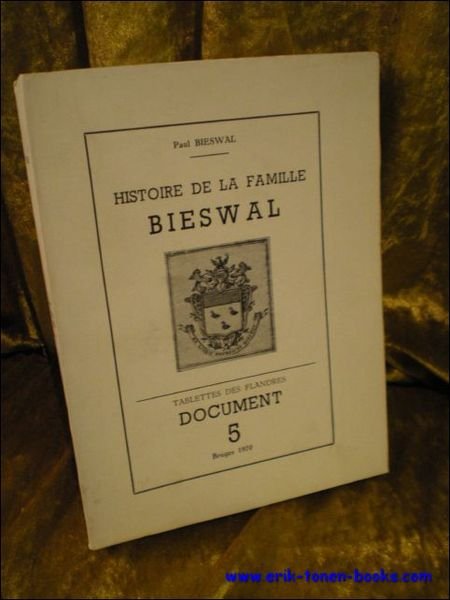 Paul BIESWAL
HISTOIRE DE LA FAMILLE
BIESWAL
TABLETTES DES FLANDRES
DOCUMENT
5
Bruges 1970
www.erik-tonen-books.com